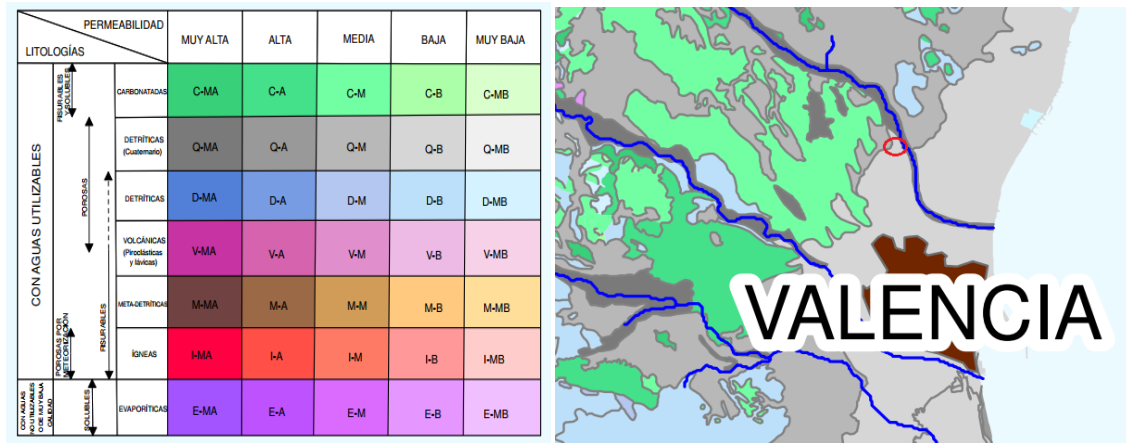 PERMEABILIDAD
LITOLOGÍAS
MUY ALTA
ALTA
MEDIA
BAJA
MUY BAJA
CON AGUAS UTILIZABLES
FISURABLES
SOLUBLES
CARBONATADAS
C-MA
C-A
C-M
C-B
C-MB
POROSAS
DETRÍTICAS
(Cuaternario)
Q-MA
Q-A
Q-M
Q-B
Q-MB
DETRÍTICAS
D-MA
D-A
D-M
D-B
D-MB
VOLCÁNICAS
(Piroclásticas
y lávicas)
V-MA
V-A
V-M
V-B
V-MB
FISURABLES
META-DETRÍTICAS
M-MA
M-A
M-M
M-B
M-MB
POROSAS POR
METEORIZACIÓN
ÍGNEAS
I-MA
I-A
I-M
I-B
I-MB
CON AGUAS
NO UTILIZABLES
O DE MUY BAJA
CALIDAD
SOLUBLES
EVAPORÍTICAS
E-MA
E-A
E-M
E-B
E-MB
VALENCIA